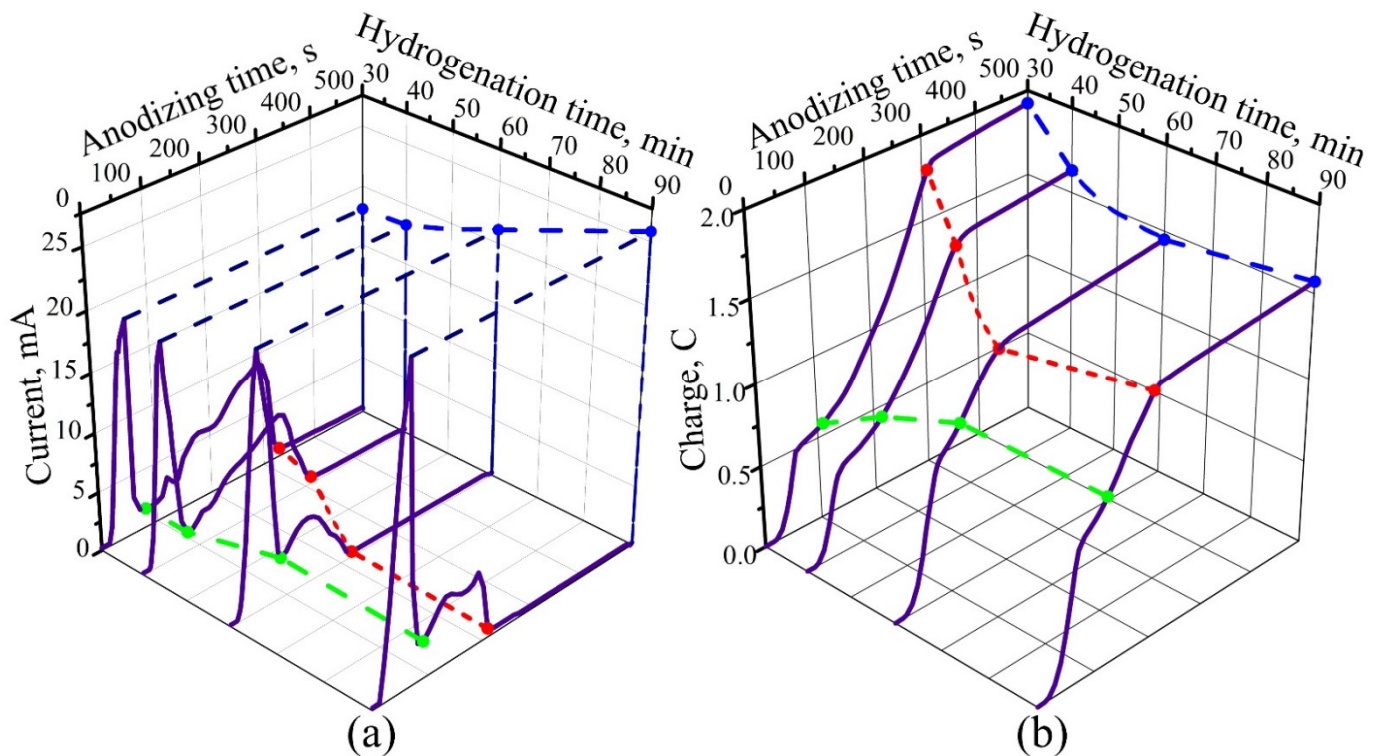 Anodizing time, s
Hydrogenation time, min
0 100 200 300 400 500
30 40 50 60 70 80 90
Current, mA
25
20
15
10
5
0
(a)
Anodizing time, s
Hydrogenation time, min
0 100 200 300 400 500
30 40 50 60 70 80 90
Charge, C
2.0
1.5
1.0
0.5
0.0
(b)